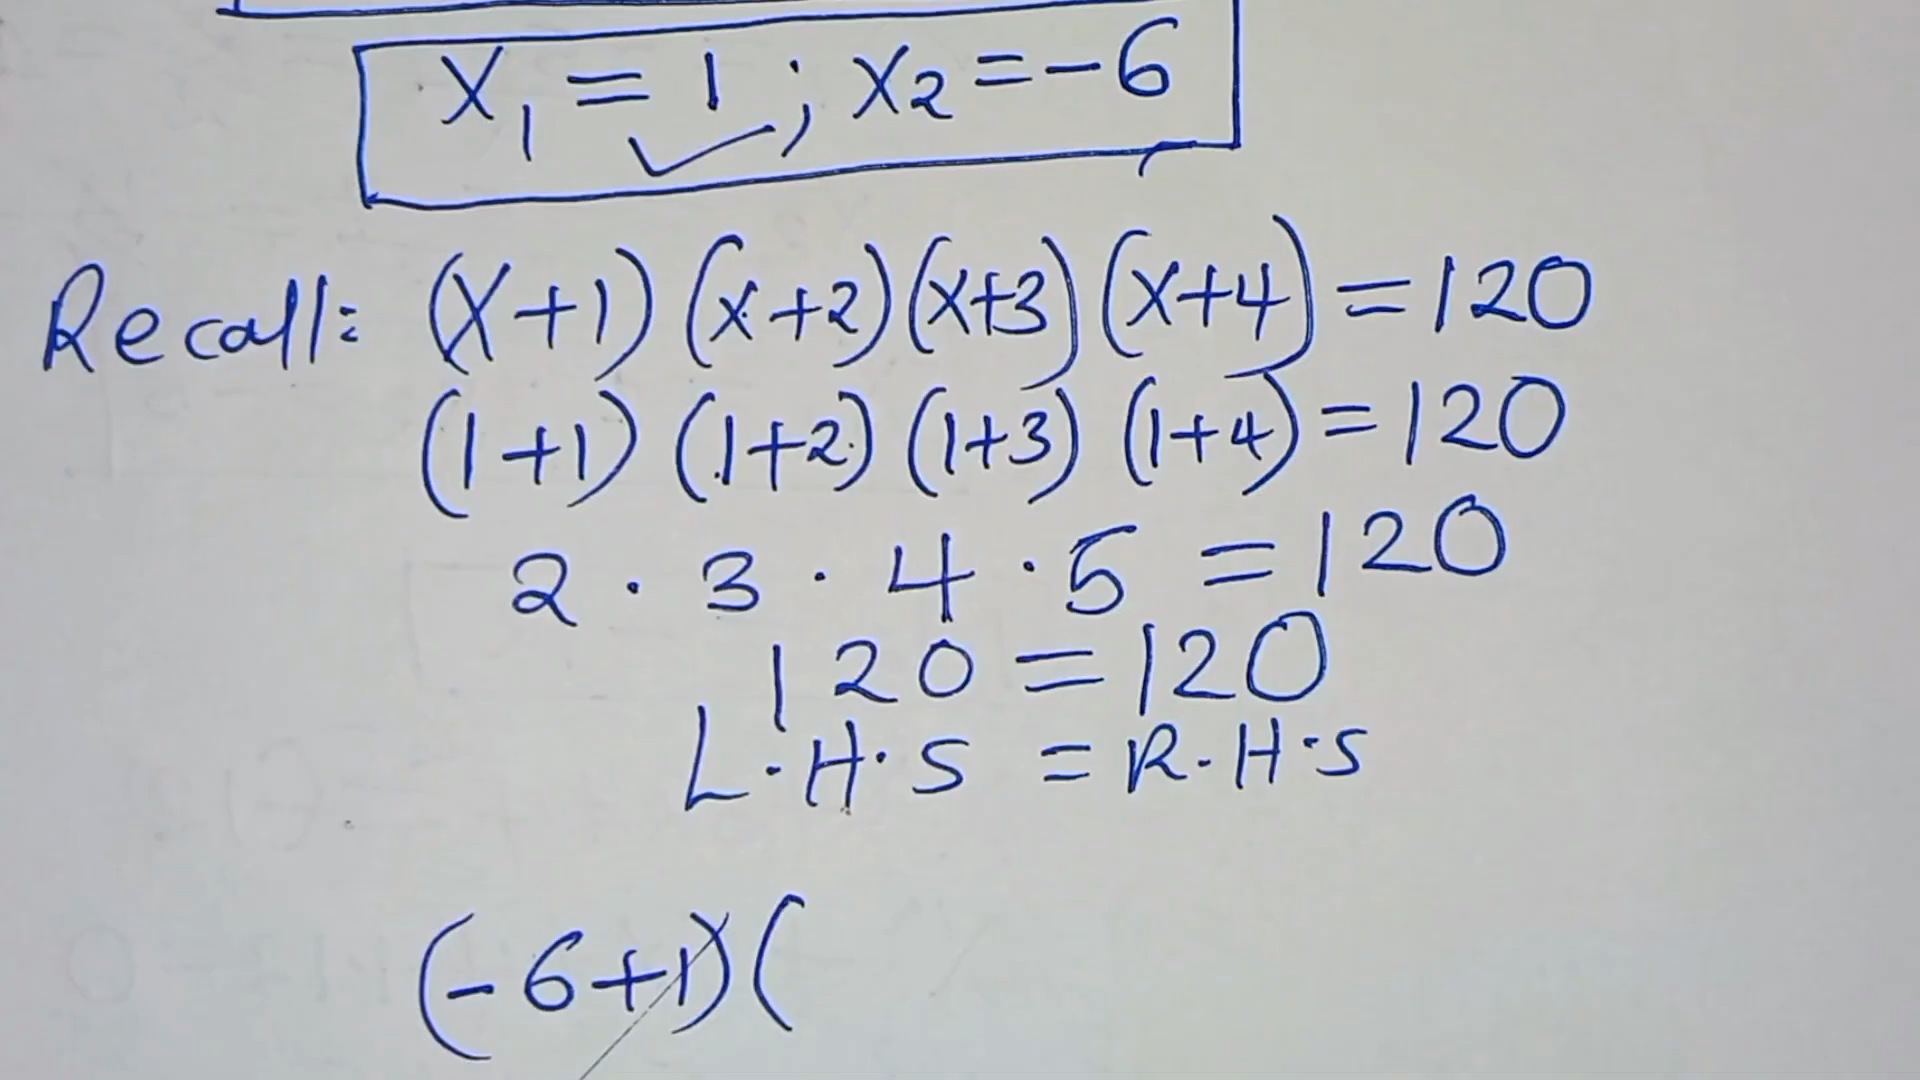 X₁ = 1 ; X₂ = -6
Recall: (X+1) (x+2) (x+3) (x+4) = 120
(1+1) (1+2) (1+3) (1+4) = 120
2 · 3 · 4 · 5 = 120
120 = 120
L.H.S = R.H.S
(-6+1) (